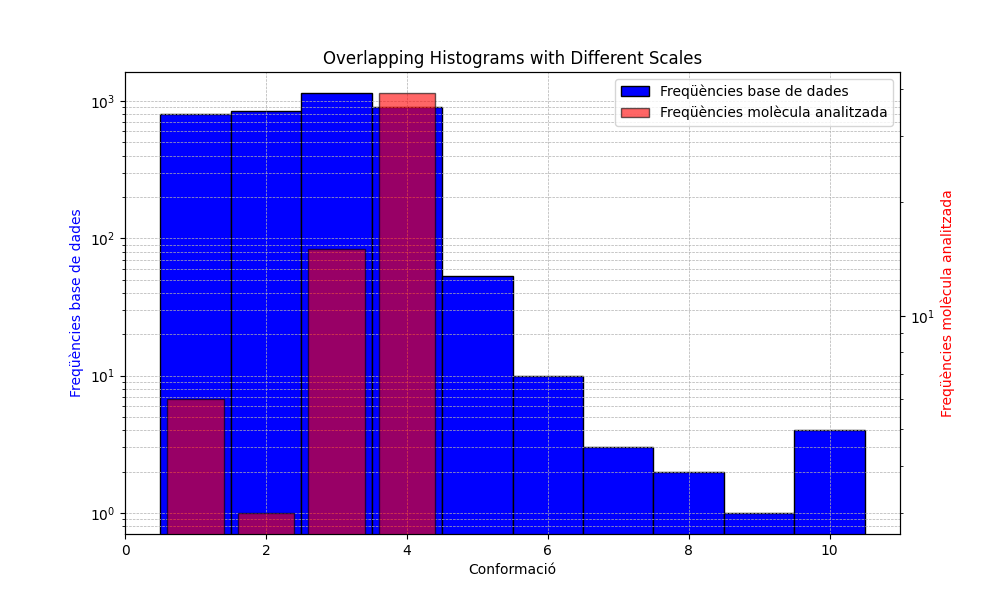 Overlapping Histograms with Different Scales
Freqüències base de dades
Freqüències molècula analitzada
10³
10²
10¹
10⁰
Freqüències base de dades
10¹
Freqüències molècula analitzada
0 2 4 6 8 10
Conformació